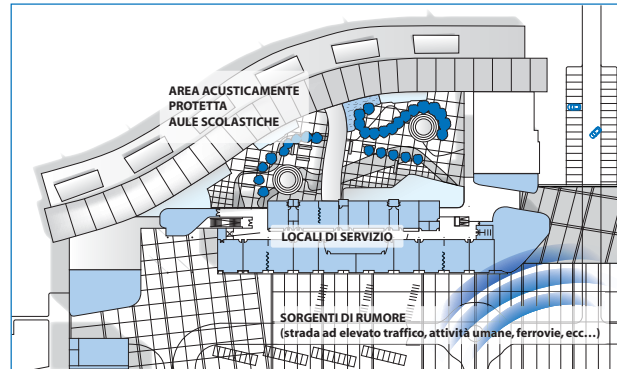 AREA ACUSTICAMENTE
PROTETTA
AULE SCOLASTICHE
LOCALI DI SERVIZIO
SORGENTI DI RUMORE
(strada ad elevato traffico, attività umane, ferrovie, ecc…)